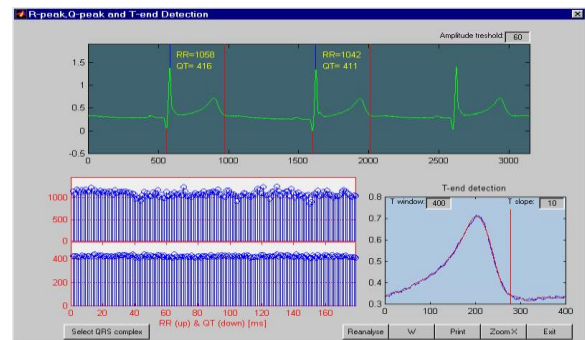 R-peak,Q-peak and T-end Detection
Amplitude treshold: 60
RR=1058
QT= 416
RR=1042
QT= 411
1.5
1
0.5
0
-0.5
0 500 1000 1500 2000 2500 3000
1000
500
0
400
200
0
0 20 40 60 80 100 120 140 160
RR (up) & QT (down) [ms]
T-end detection
T window: 400 T slope: 10
0.8
0.7
0.6
0.5
0.4
0.3
0 100 200 300 400
Select QRS complex Reanalyse W Print Zoom X Exit